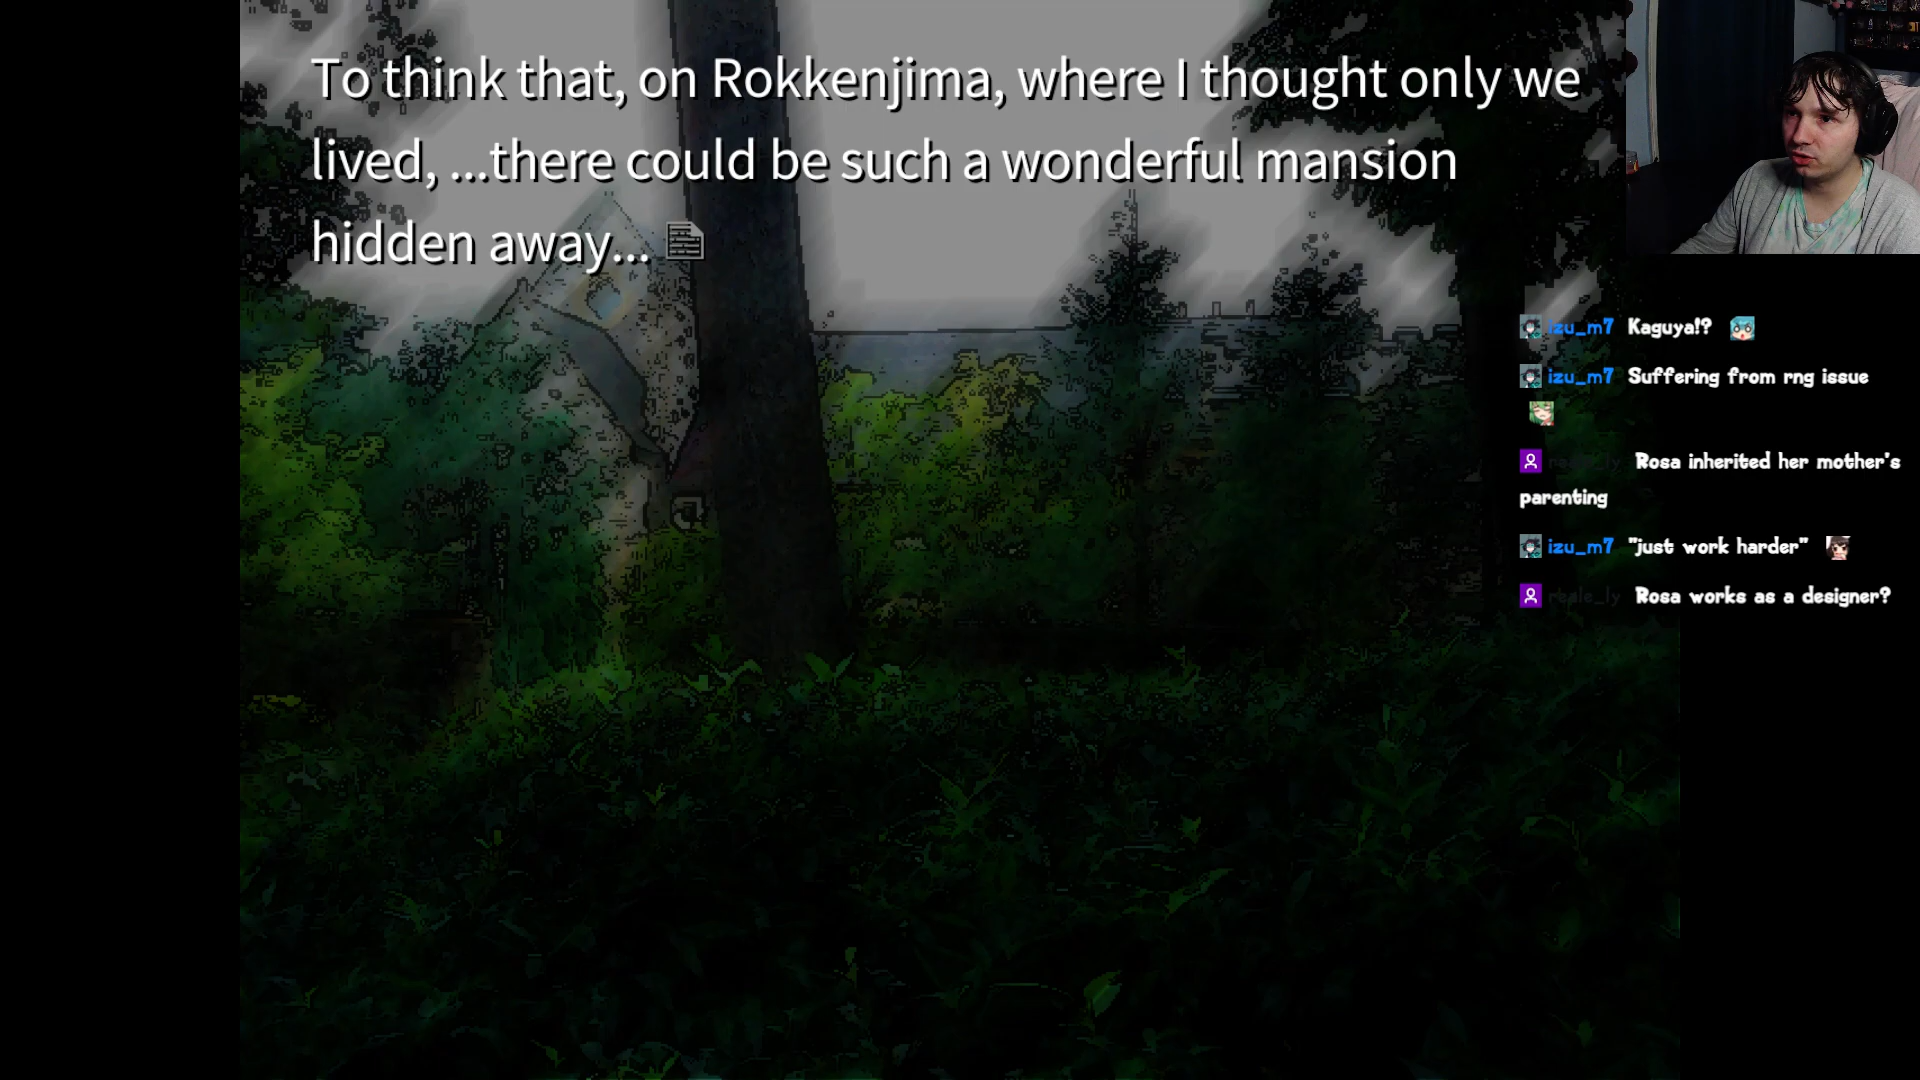 To think that, on Rokkenjima, where I thought only we
lived, ...there could be such a wonderful mansion
hidden away...
izu_m7 Kaguya!?
izu_m7 Suffering from rng issue
Rosa inherited her mother's
parenting
izu_m7 "just work harder"
reale_ly Rosa works as a designer?